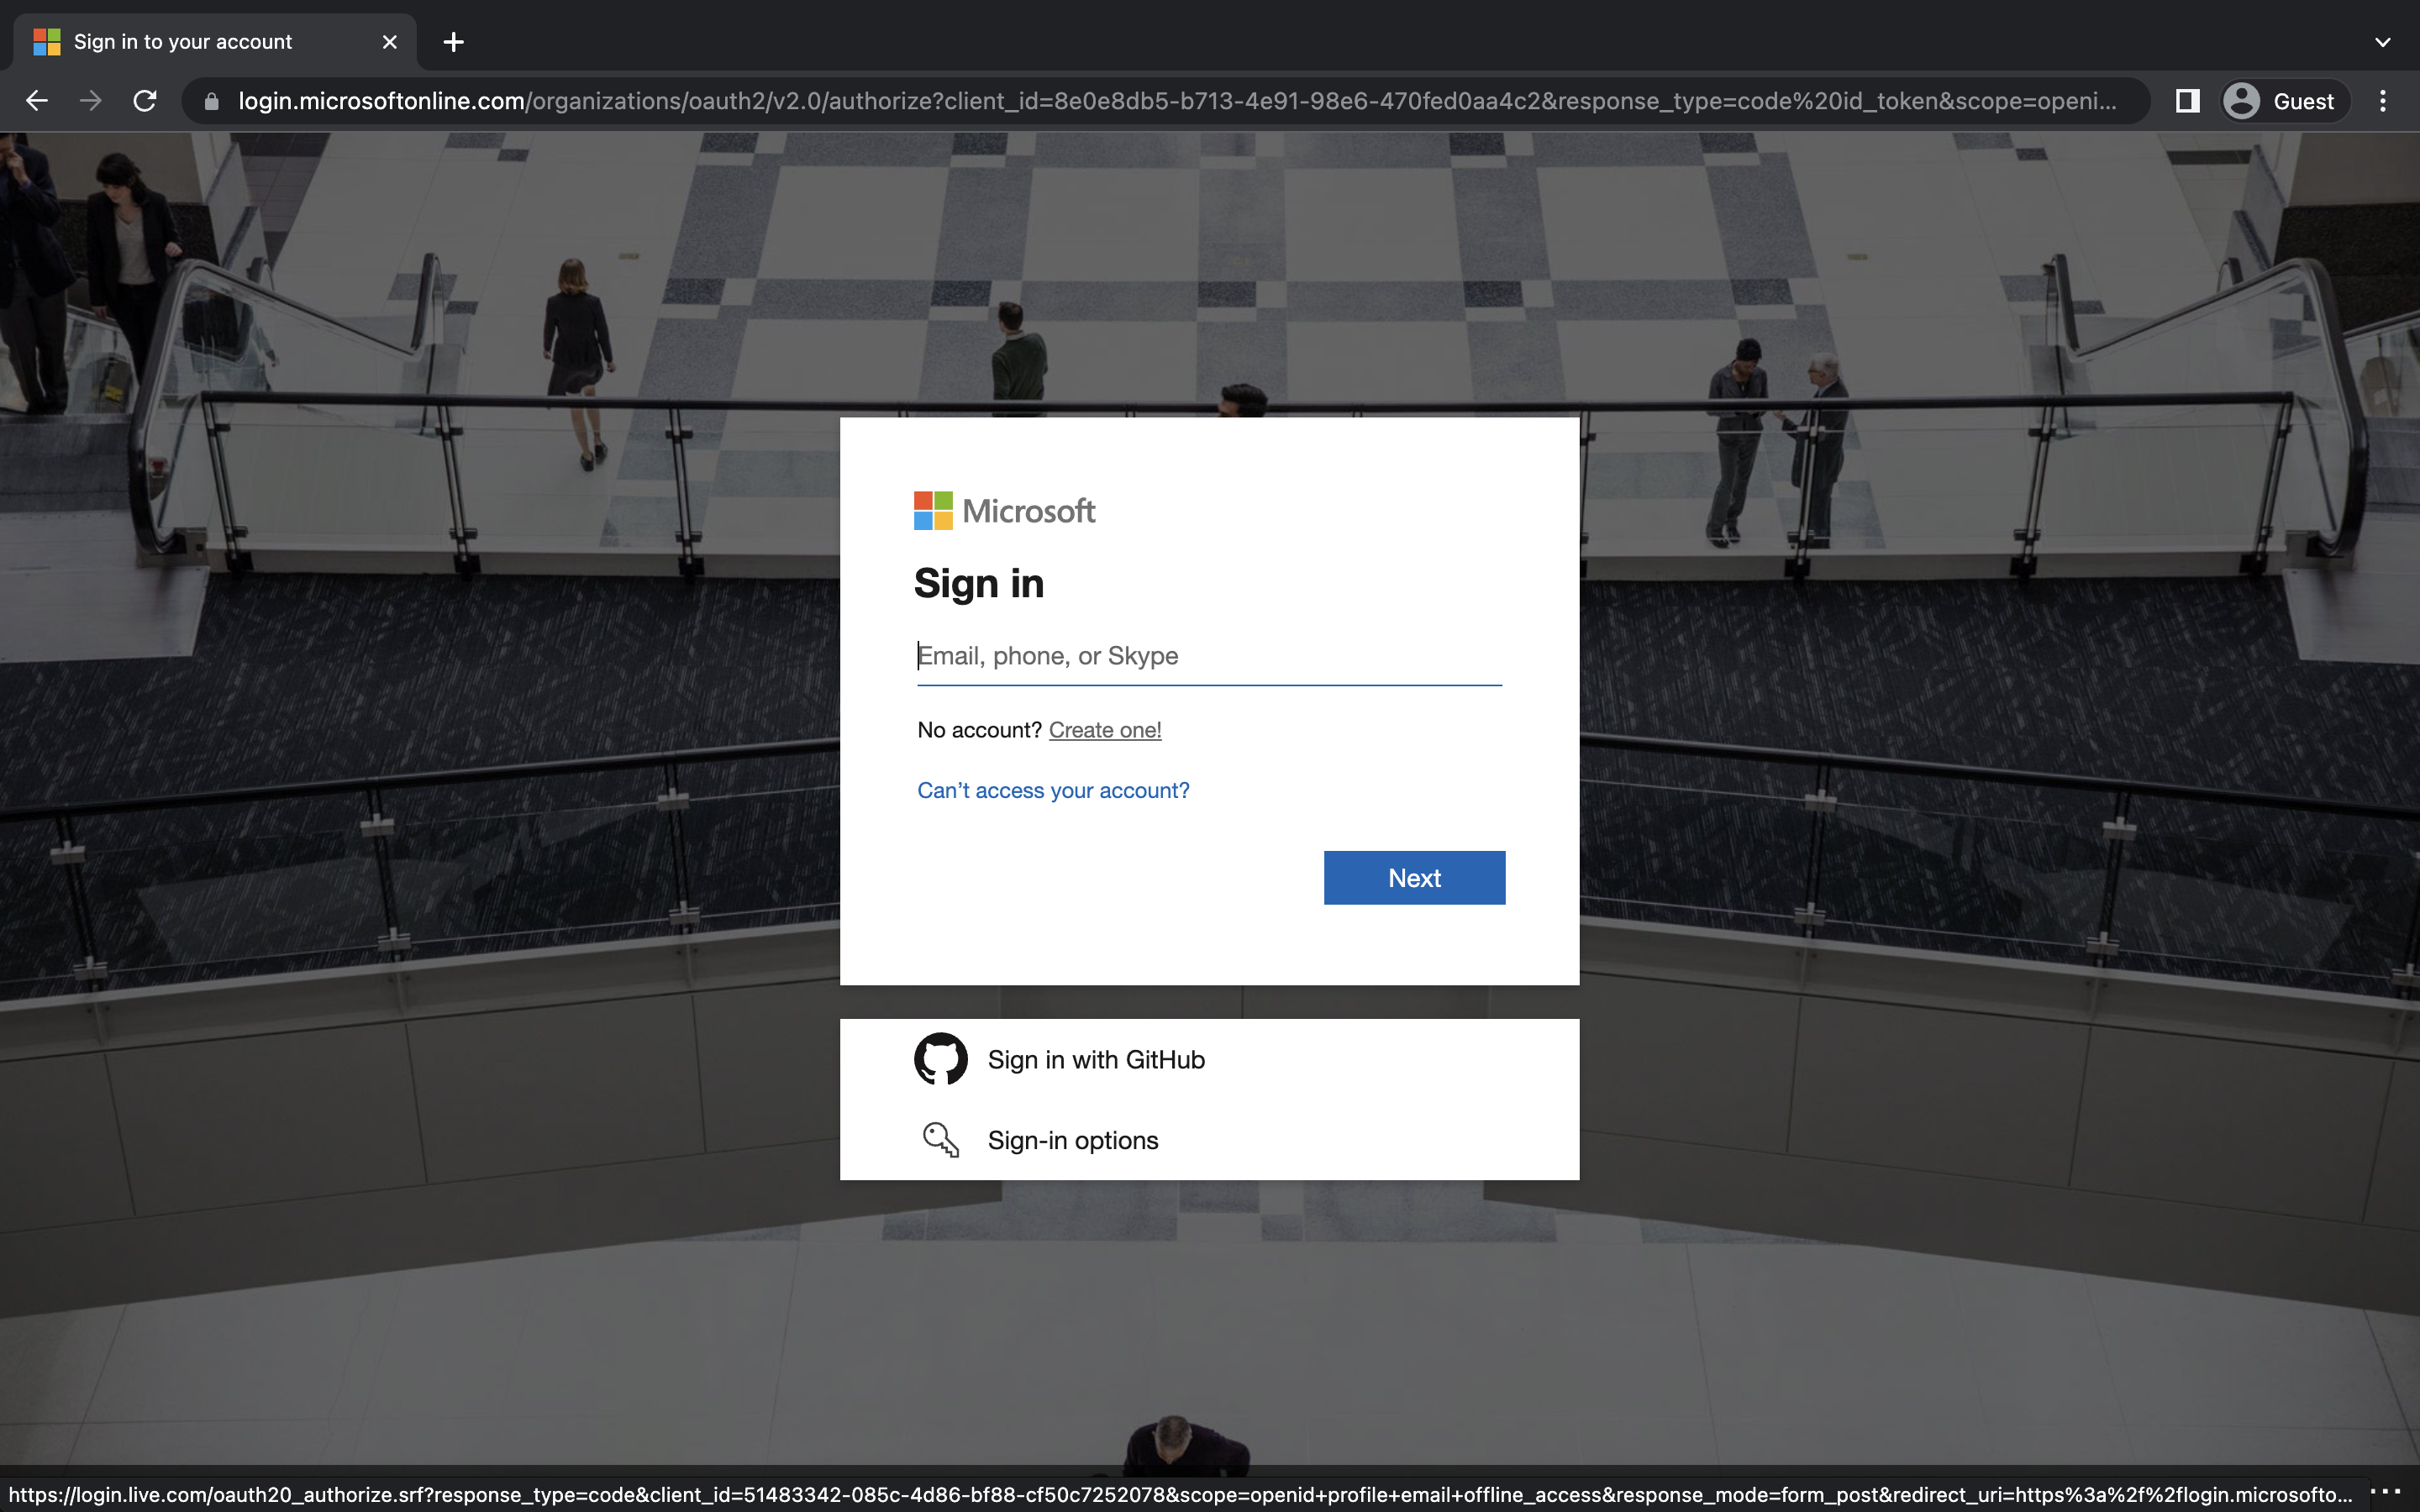 Sign in to your account
login.microsoftonline.com/organizations/oauth2/v2.0/authorize?client_id=8e0e8db5-b713-4e91-98e6-470fed0aa4c2&response_type=code%20id_token&scope=openi...
Guest
Microsoft
Sign in
Email, phone, or Skype
No account? Create one!
Can't access your account?
Next
Sign in with GitHub
Sign-in options
https://login.live.com/oauth20_authorize.srf?response_type=code&client_id=51483342-085c-4d86-bf88-cf50c7252078&scope=openid+profile+email+offline_access&response_mode=form_post&redirect_uri=https%3a%2f%2flogin.microsofto...